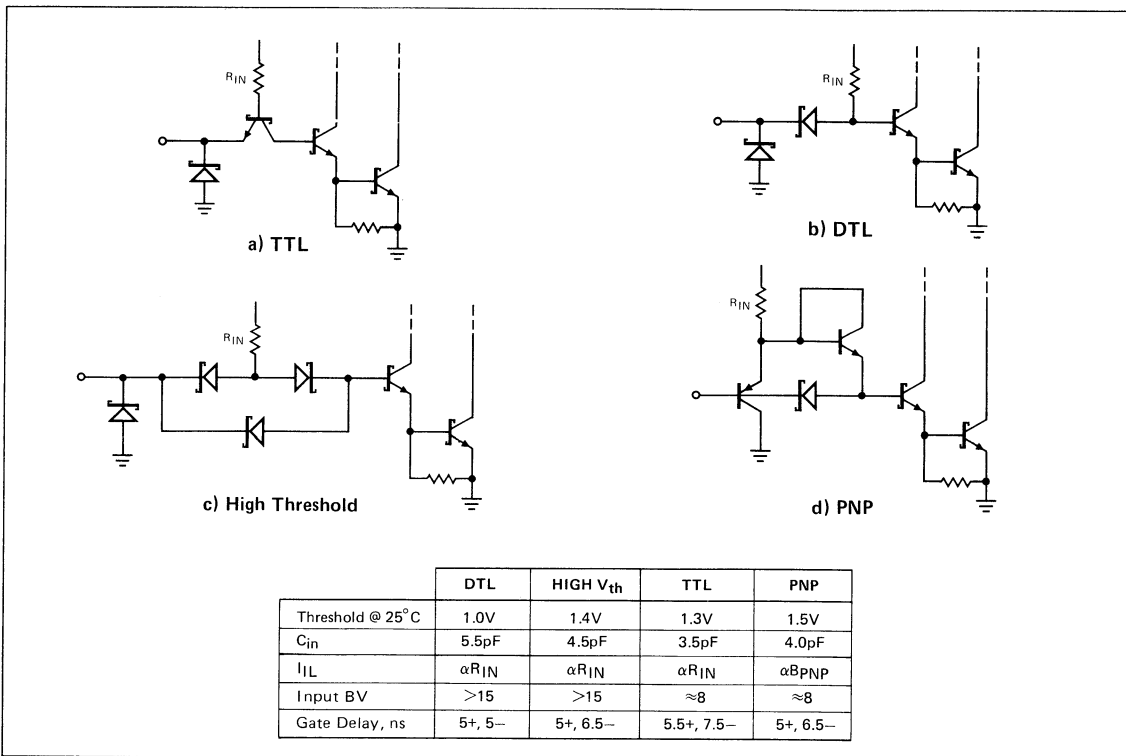 R_IN
a) TTL
R_IN
b) DTL
R_IN
c) High Threshold
R_IN
d) PNP
DTL HIGH V_th TTL PNP
Threshold @ 25°C 1.0V 1.4V 1.3V 1.5V
C_in 5.5pF 4.5pF 3.5pF 4.0pF
I_IL αR_IN αR_IN αR_IN αB_PNP
Input BV >15 >15 ≈8 ≈8
Gate Delay, ns 5+, 5– 5+, 6.5– 5.5+, 7.5– 5+, 6.5–